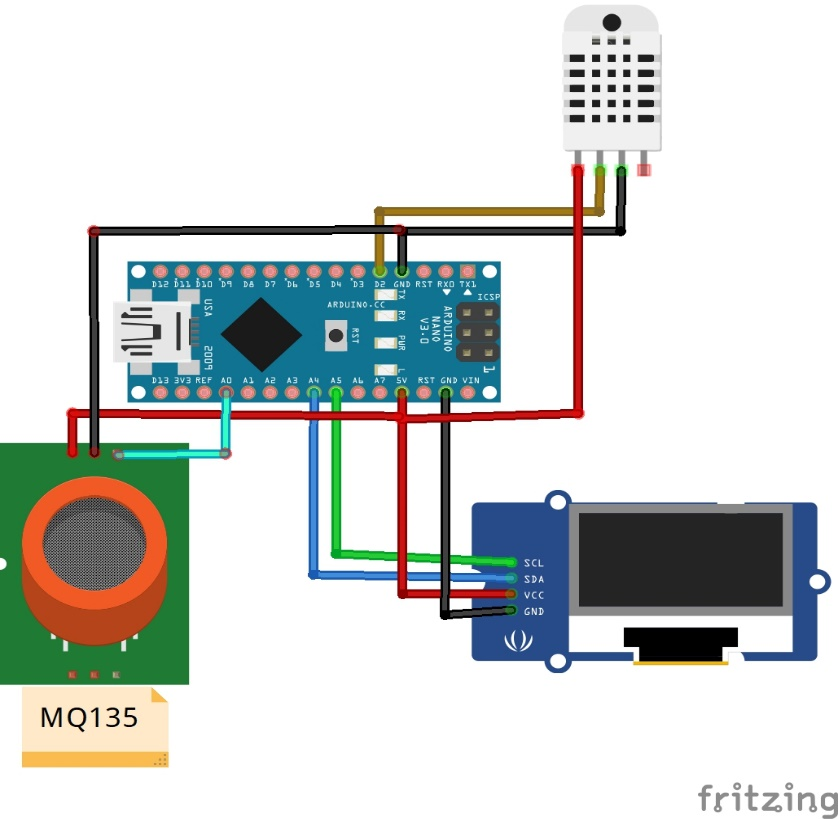 D12 D11 D10 D9 D8 D7 D6 D5 D4 D3 D2 GND RST RX0 TX1
TX
RX
PWR
L
ARDUINO.CC
RST
ICSP
1
ARDUINO
NANO
V3.0
USA
2009
D13 3V3 REF A0 A1 A2 A3 A4 A5 A6 A7 5V RST GND VIN
SCL
SDA
VCC
GND
MQ135
fritzing